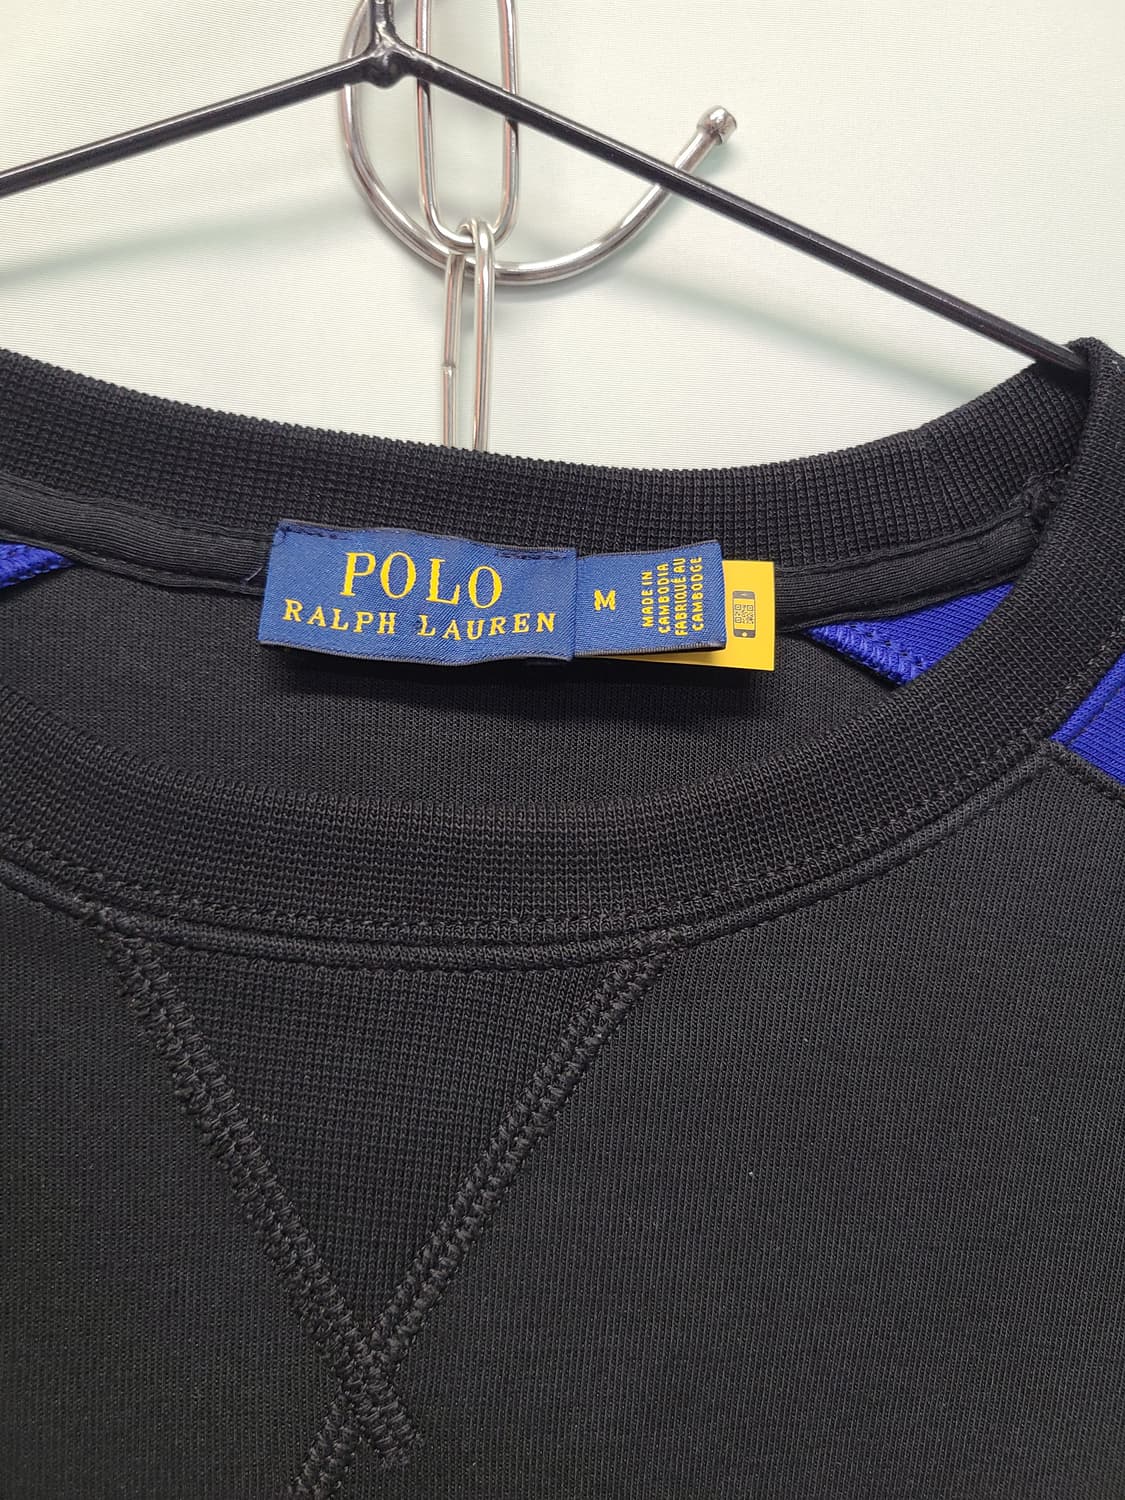 POLO
RALPH LAUREN
M
MADE IN
CAMBODIA
FABRIQUÉ AU
CAMBODGE